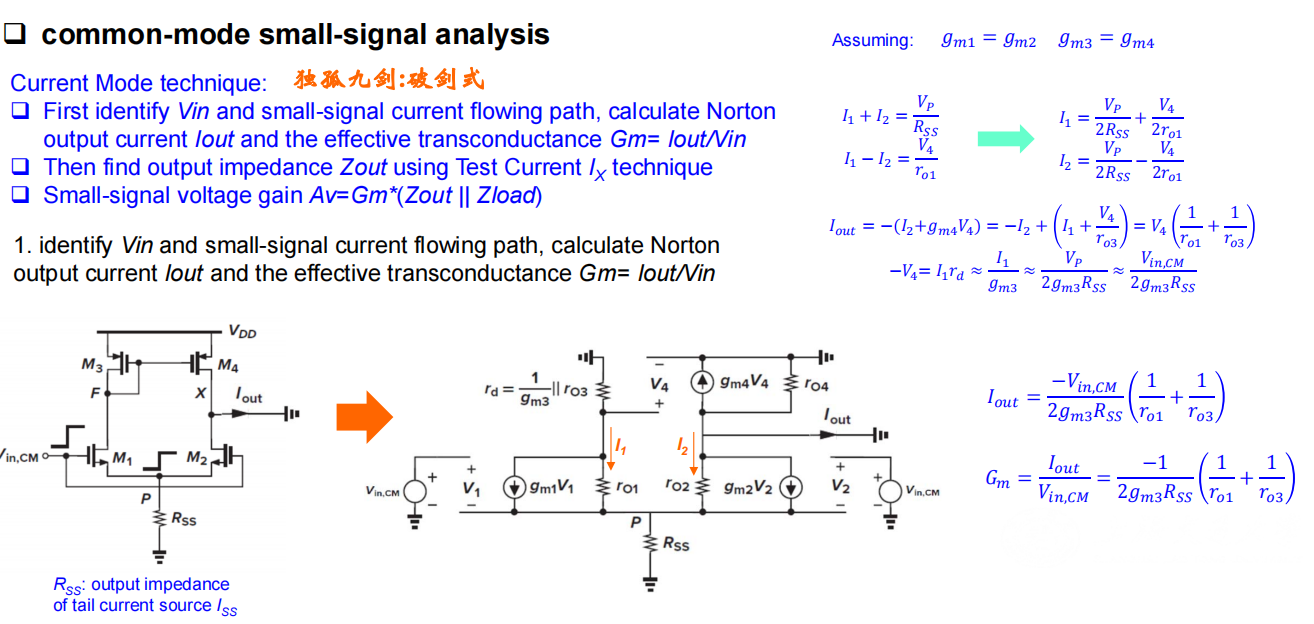 ❑ common-mode small-signal analysis
Current Mode technique: 独孤九剑:破剑式
❑ First identify Vin and small-signal current flowing path, calculate Norton
output current Iout and the effective transconductance Gm= Iout/Vin
❑ Then find output impedance Zout using Test Current I_X technique
❑ Small-signal voltage gain Av=Gm*(Zout || Zload)
1. identify Vin and small-signal current flowing path, calculate Norton
output current Iout and the effective transconductance Gm= Iout/Vin
Assuming: g_{m1} = g_{m2} g_{m3} = g_{m4}
I_1 + I_2 = \frac{V_P}{R_{SS}}
I_1 − I_2 = \frac{V_4}{r_{o1}}
I_1 = \frac{V_P}{2R_{SS}} + \frac{V_4}{2r_{o1}}
I_2 = \frac{V_P}{2R_{SS}} − \frac{V_4}{2r_{o1}}
I_{out} = −(I_2+g_{m4}V_4) = −I_2 + (I_1 + \frac{V_4}{r_{o3}}) = V_4 (\frac{1}{r_{o1}} + \frac{1}{r_{o3}})
−V_4= I_1 r_d ≈ \frac{I_1}{g_{m3}} ≈ \frac{V_P}{2g_{m3}R_{SS}} ≈ \frac{V_{in,CM}}{2g_{m3}R_{SS}}
I_{out} = \frac{−V_{in,CM}}{2g_{m3}R_{SS}} (\frac{1}{r_{o1}} + \frac{1}{r_{o3}})
G_m = \frac{I_{out}}{V_{in,CM}} = \frac{−1}{2g_{m3}R_{SS}} (\frac{1}{r_{o1}} + \frac{1}{r_{o3}})
V_{DD}
M_3
M_4
F
X
I_{out}
V_{in,CM}
M_1
M_2
P
R_{SS}
R_{SS}: output impedance
of tail current source I_{SS}
r_d = \frac{1}{g_{m3}} || r_{O3}
−
V_4
+
g_{m4}V_4
r_{O4}
I_{out}
I_1
I_2
V_{in,CM}
+
−
+
V_1
−
g_{m1}V_1
r_{O1}
r_{O2}
g_{m2}V_2
+
V_2
−
+
−
V_{in,CM}
P
R_{SS}